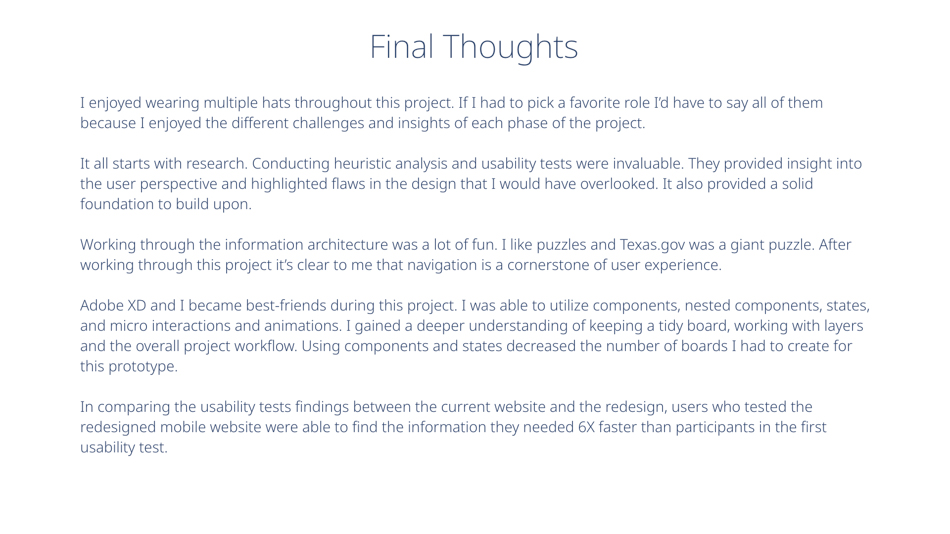 Final Thoughts
I enjoyed wearing multiple hats throughout this project. If I had to pick a favorite role I’d have to say all of them
because I enjoyed the different challenges and insights of each phase of the project.
It all starts with research. Conducting heuristic analysis and usability tests were invaluable. They provided insight into
the user perspective and highlighted flaws in the design that I would have overlooked. It also provided a solid
foundation to build upon.
Working through the information architecture was a lot of fun. I like puzzles and Texas.gov was a giant puzzle. After
working through this project it’s clear to me that navigation is a cornerstone of user experience.
Adobe XD and I became best-friends during this project. I was able to utilize components, nested components, states,
and micro interactions and animations. I gained a deeper understanding of keeping a tidy board, working with layers
and the overall project workflow. Using components and states decreased the number of boards I had to create for
this prototype.
In comparing the usability tests findings between the current website and the redesign, users who tested the
redesigned mobile website were able to find the information they needed 6X faster than participants in the first
usability test.